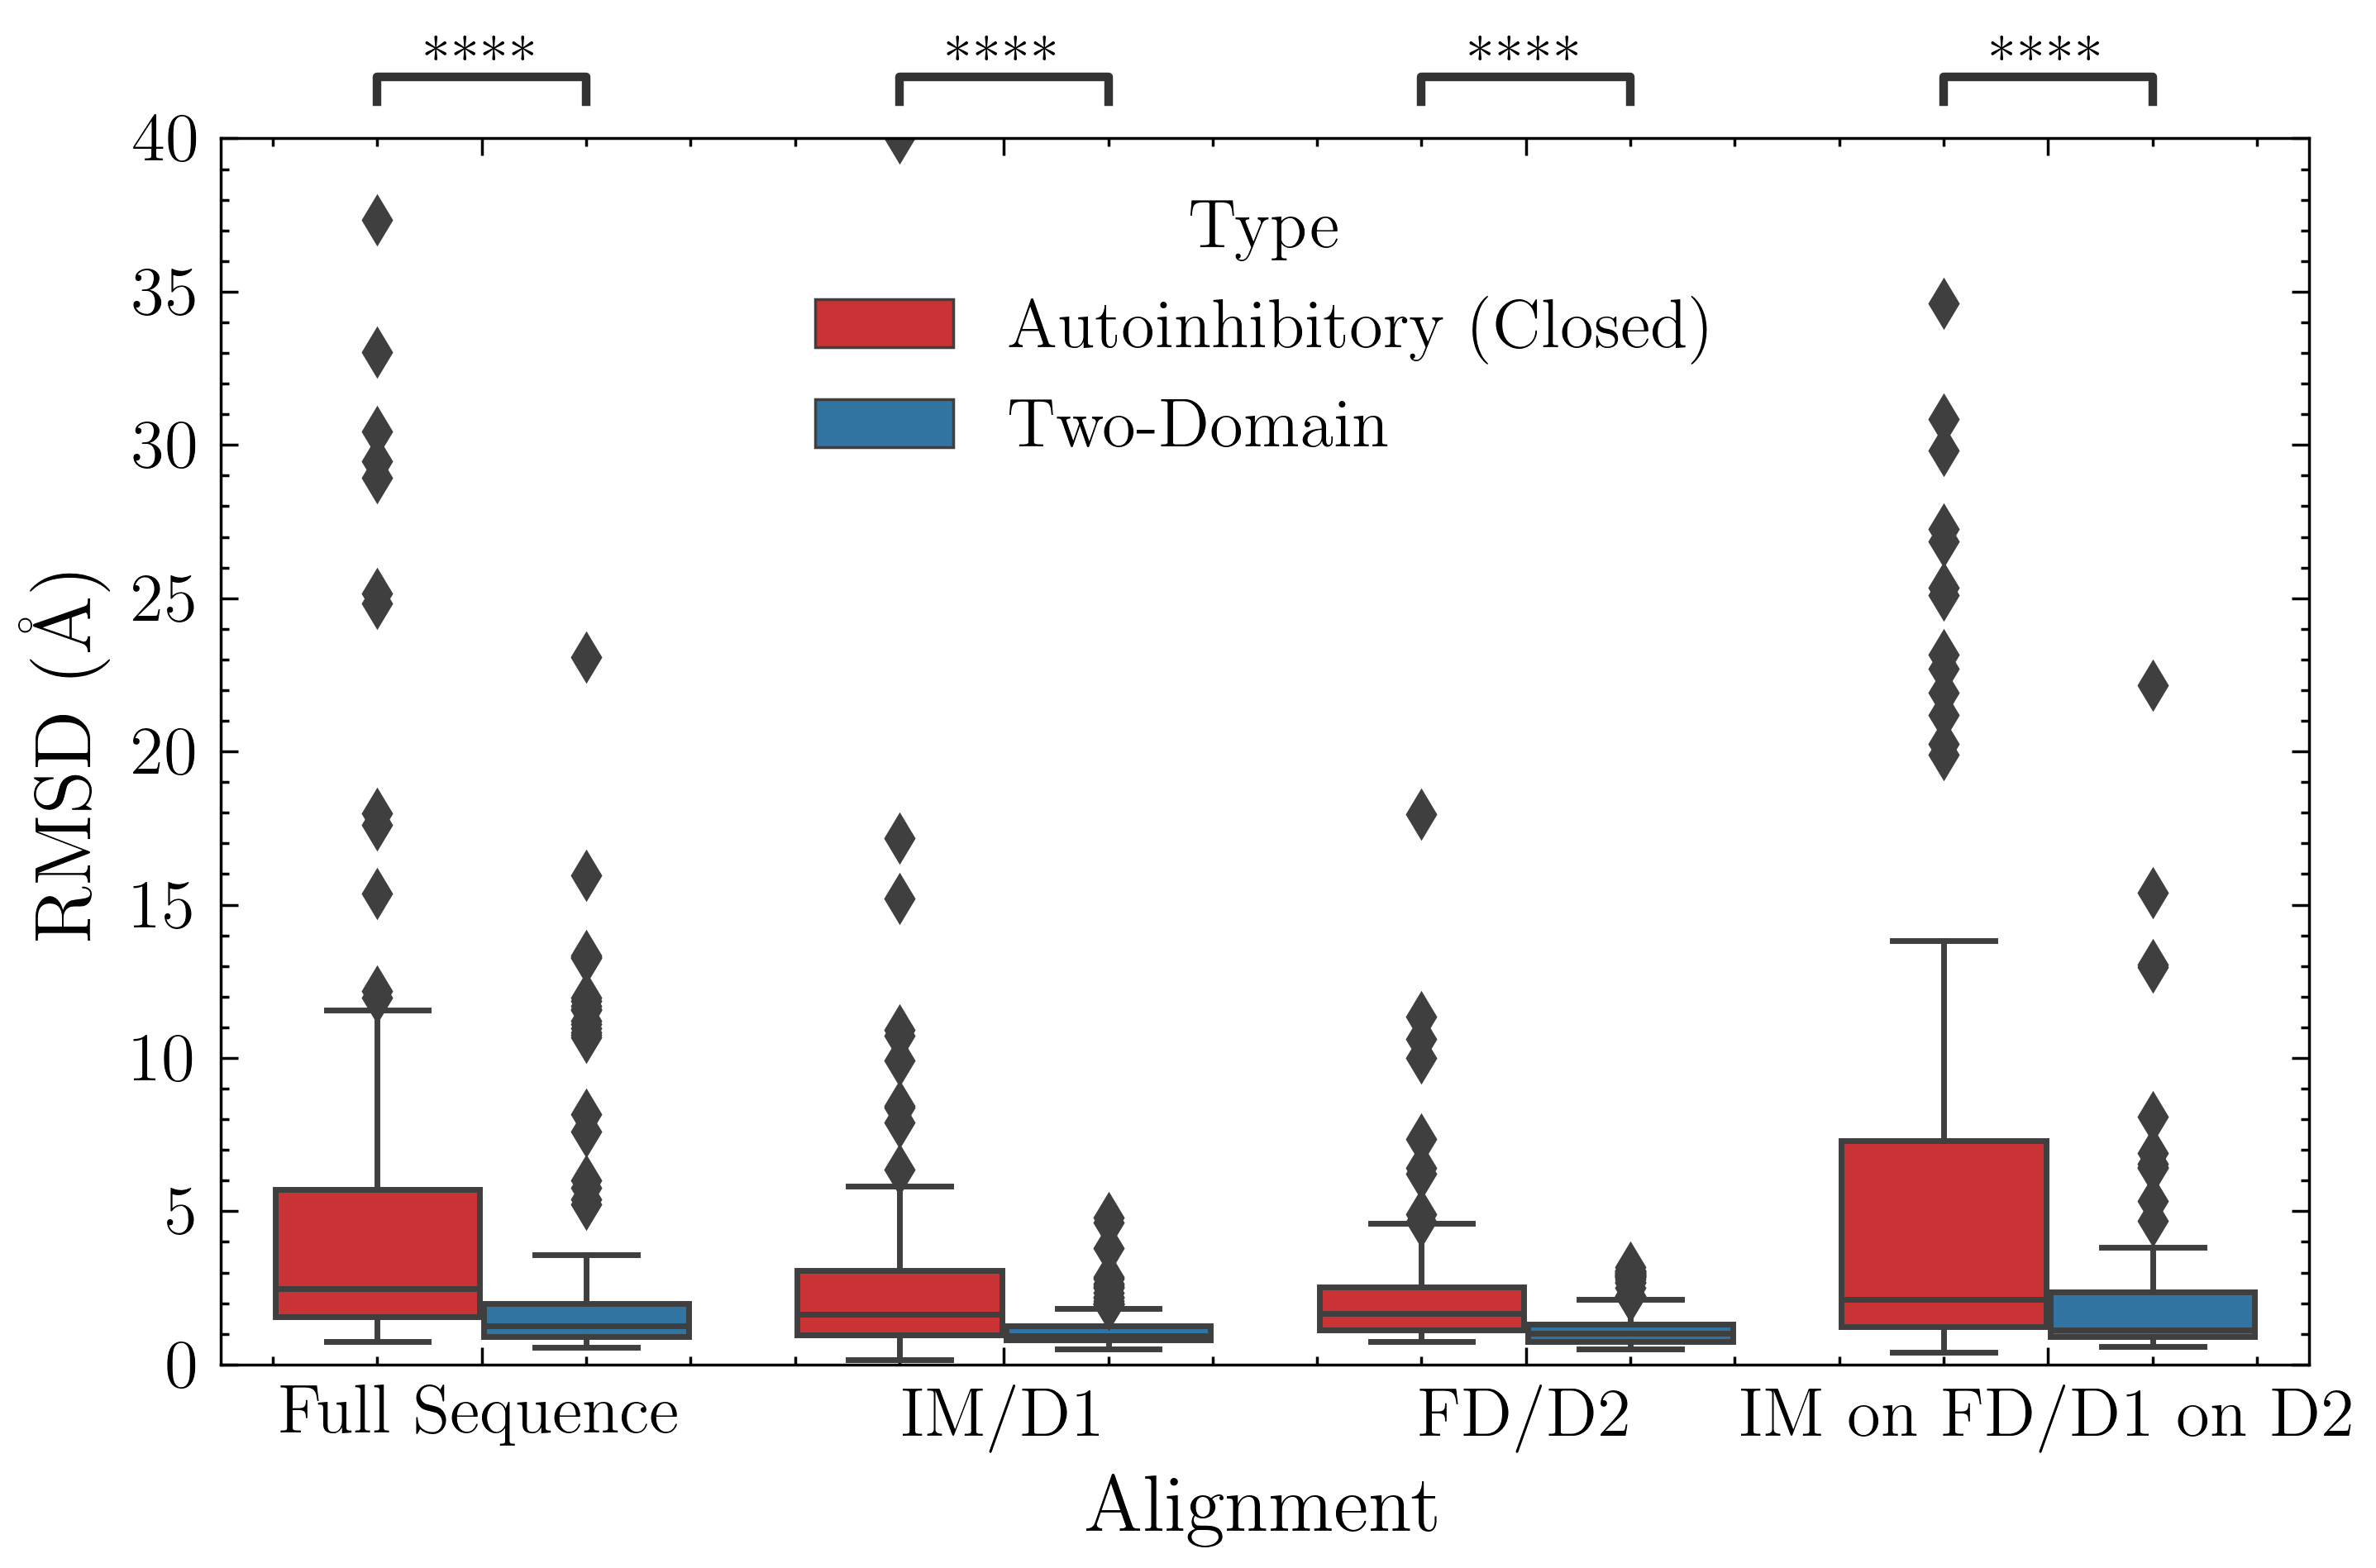 **** **** **** ****
40
35
30
25
20
15
10
5
0
RMSD (Å)
Type
Autoinhibitory (Closed)
Two-Domain
Full Sequence IM/D1 FD/D2 IM on FD/D1 on D2
Alignment